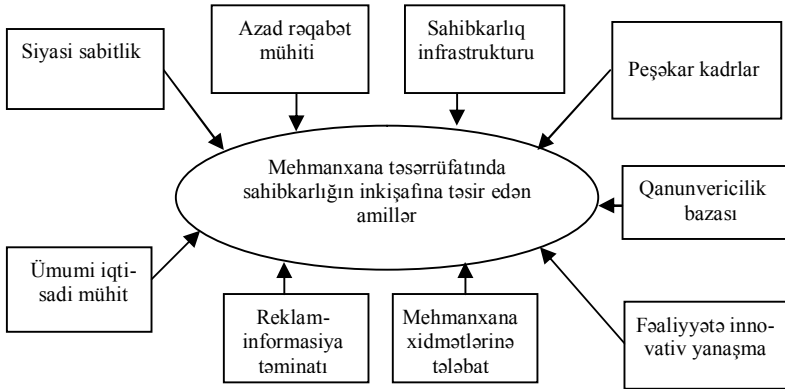 Siyasi sabitlik
Azad rəqabət
mühiti
Sahibkarlıq
infrastrukturu
Peşəkar kadrlar
Mehmanxana təsərrüfatında
sahibkarlığın inkişafına təsir edən
amillər
Qanunvericilik
bazası
Ümumi iqti-
sadi mühit
Reklam-
informasiya
təminatı
Mehmanxana
xidmətlərinə
tələbat
Fəaliyyətə inno-
vativ yanaşma